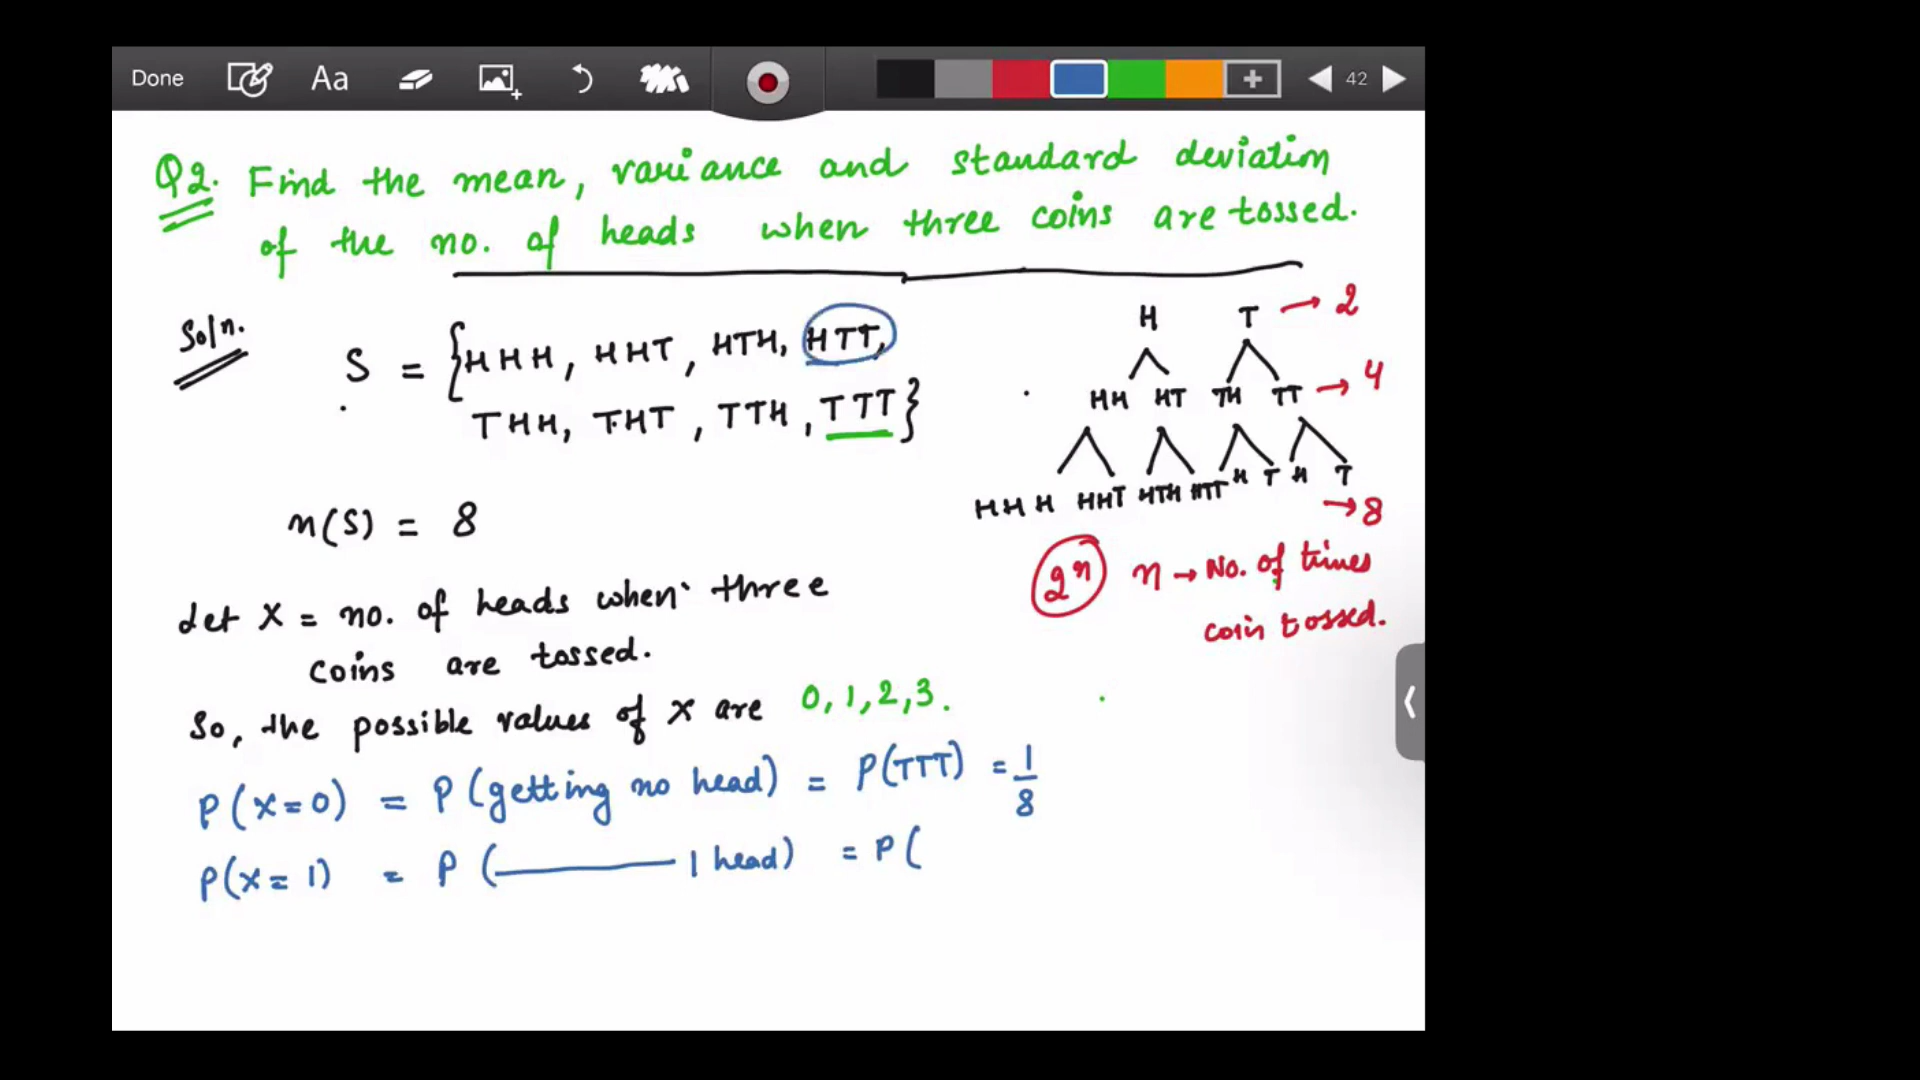 Done Aa 42
Q2. Find the mean, variance and standard deviation
of the no. of heads when three coins are tossed.
Soln.
S = {HHH, HHT, HTH, HTT,
THH, THT, TTH, TTT}
n(S) = 8
Let X = no. of heads when three
coins are tossed.
So, the possible values of x are 0, 1, 2, 3.
P(x=0) = P(getting no head) = P(TTT) = 1/8
P(x=1) = P(——— 1 head) = P(
H T → 2
HH HT TH TT → 4
HHH HHT HTH HTT H T H T
→ 8
2ⁿ n → No. of times
coin tossed.